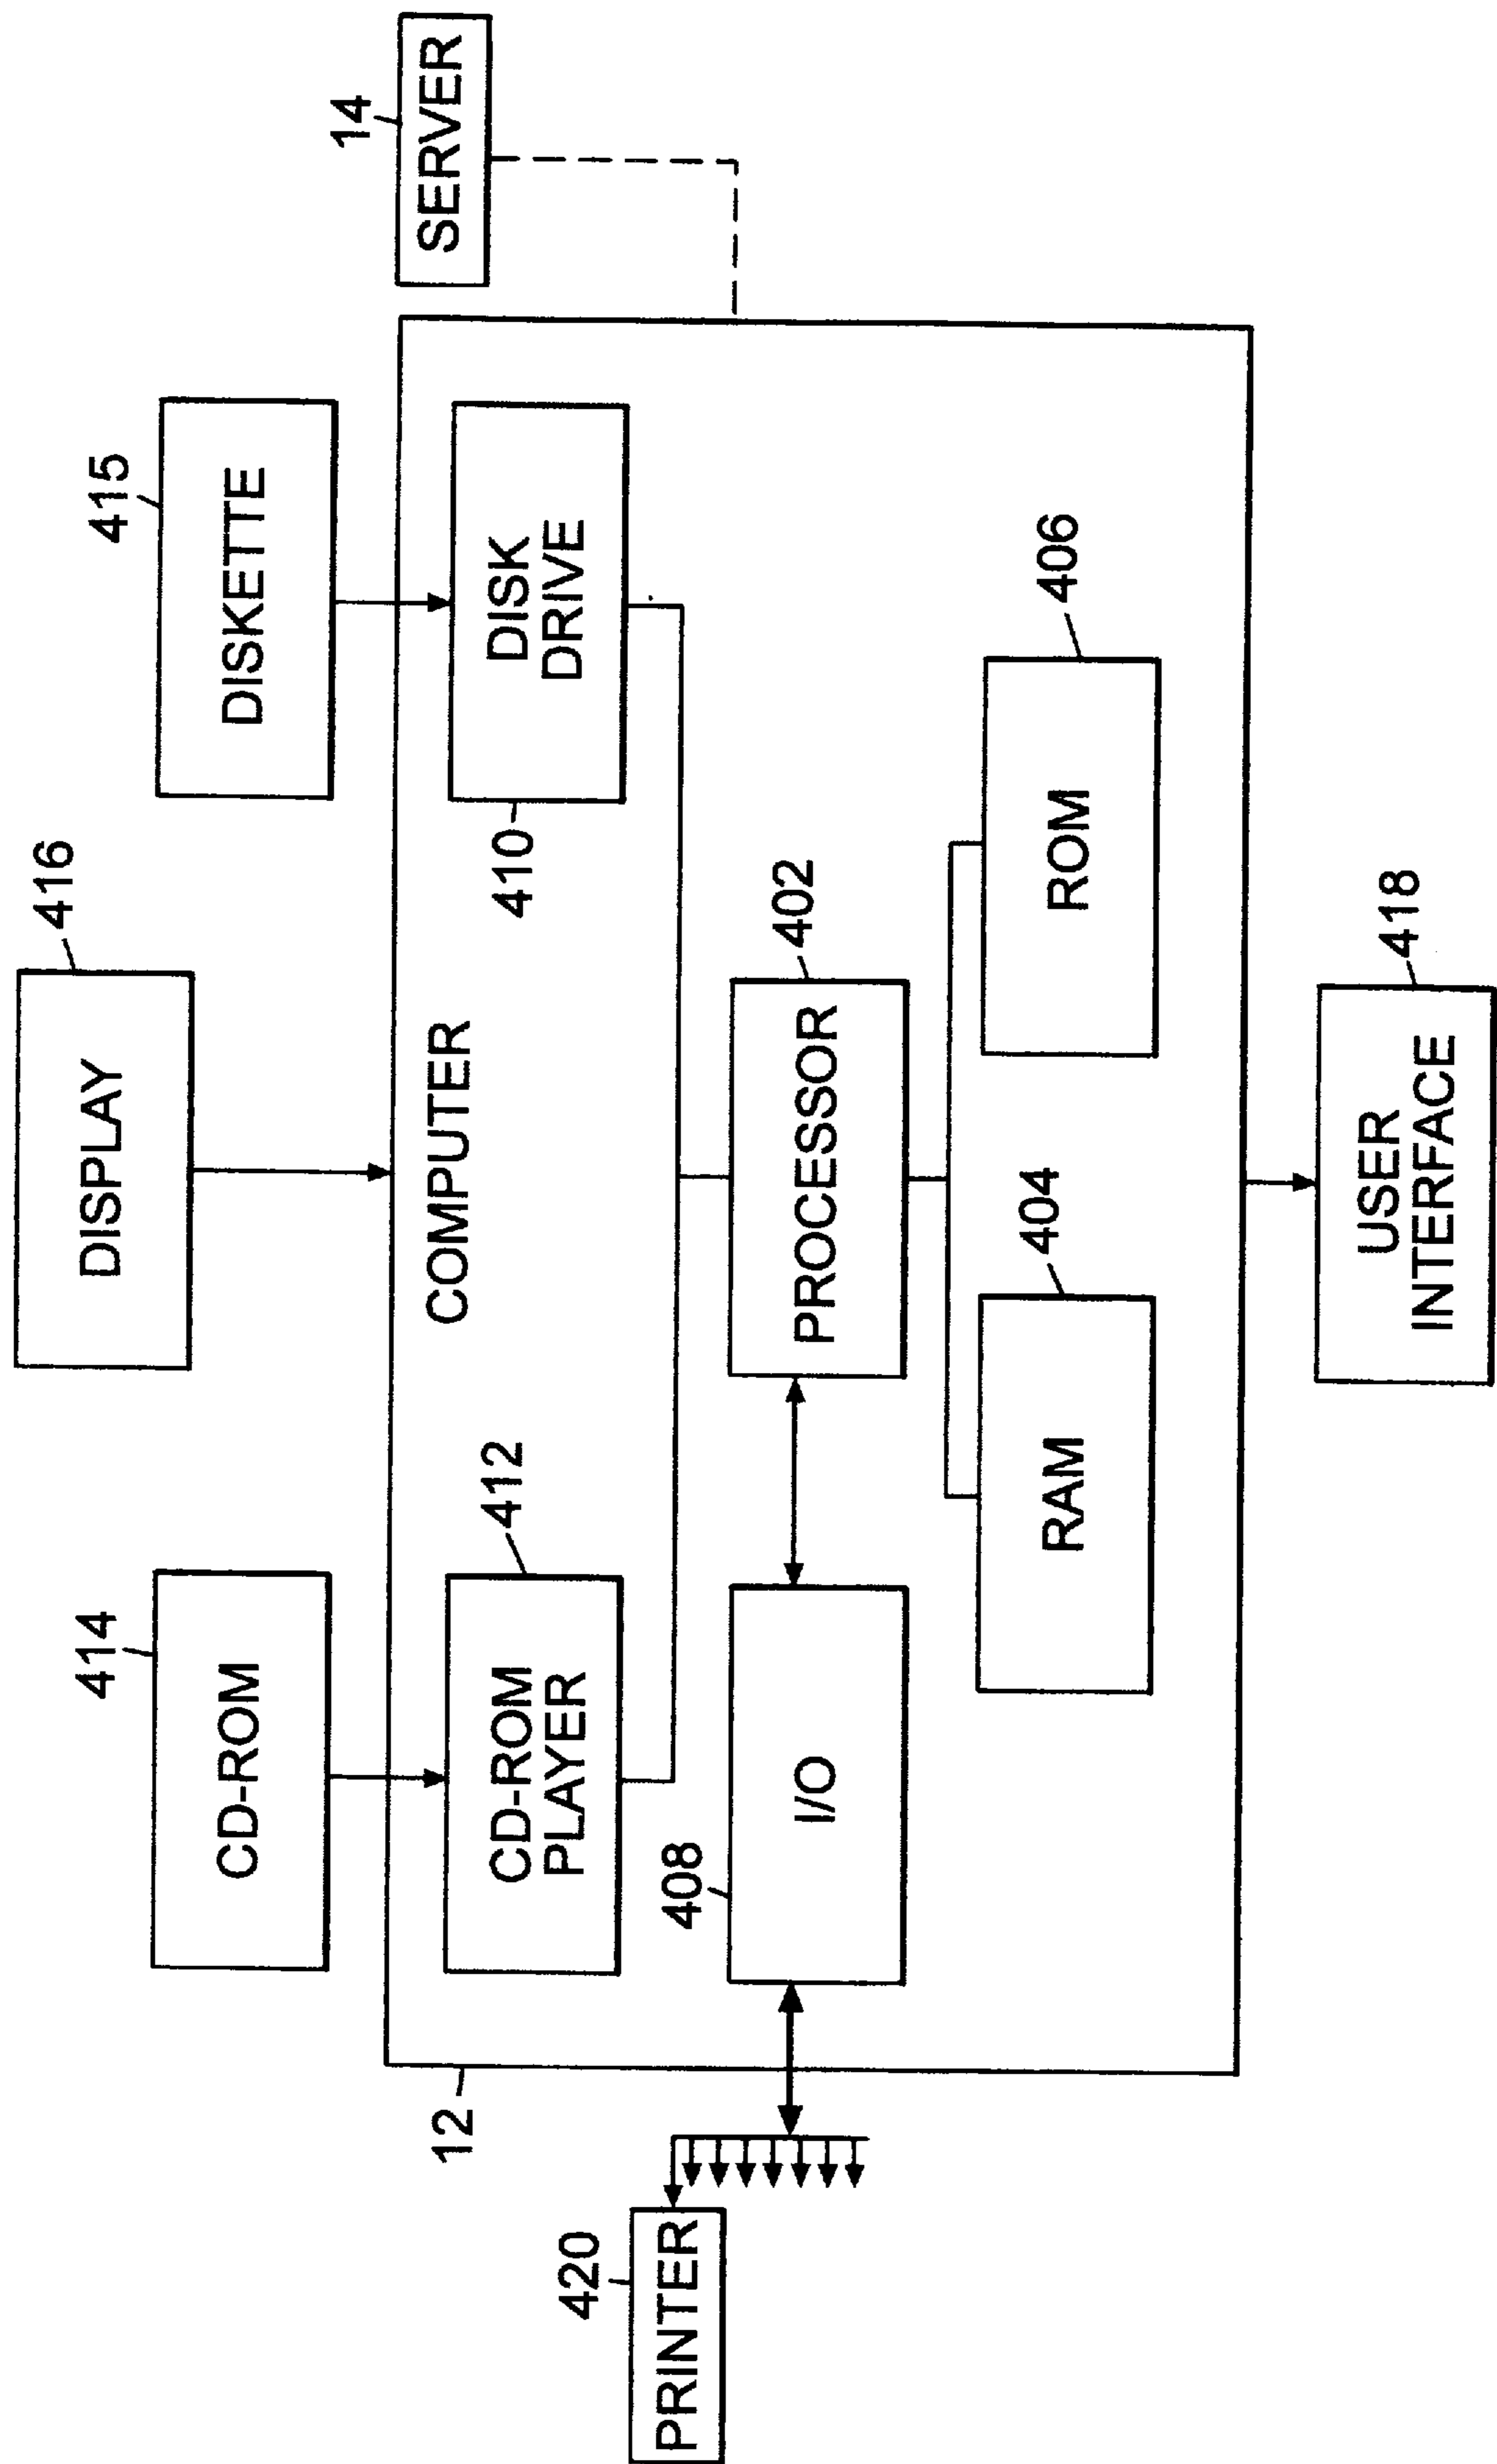 416
DISPLAY
414
CD-ROM
415
DISKETTE
14
SERVER
12
COMPUTER
CD-ROM
PLAYER
412
410
DISK
DRIVE
420
PRINTER
408
I/O
PROCESSOR
402
RAM
404
ROM
406
USER
INTERFACE
418